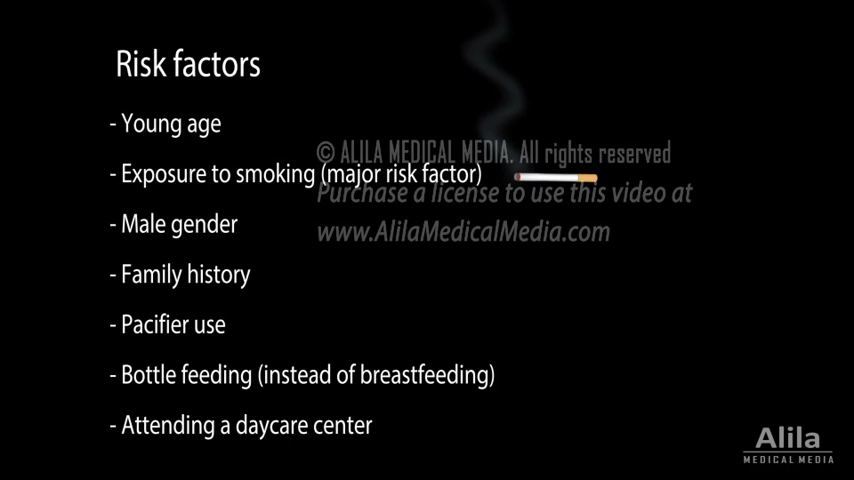 Risk factors
- Young age
© ALILA MEDICAL MEDIA. All rights reserved
- Exposure to smoking (major risk factor)
Purchase a license to use this video at
- Male gender
www.AlilaMedicalMedia.com
- Family history
- Pacifier use
- Bottle feeding (instead of breastfeeding)
- Attending a daycare center
Alila
MEDICAL MEDIA